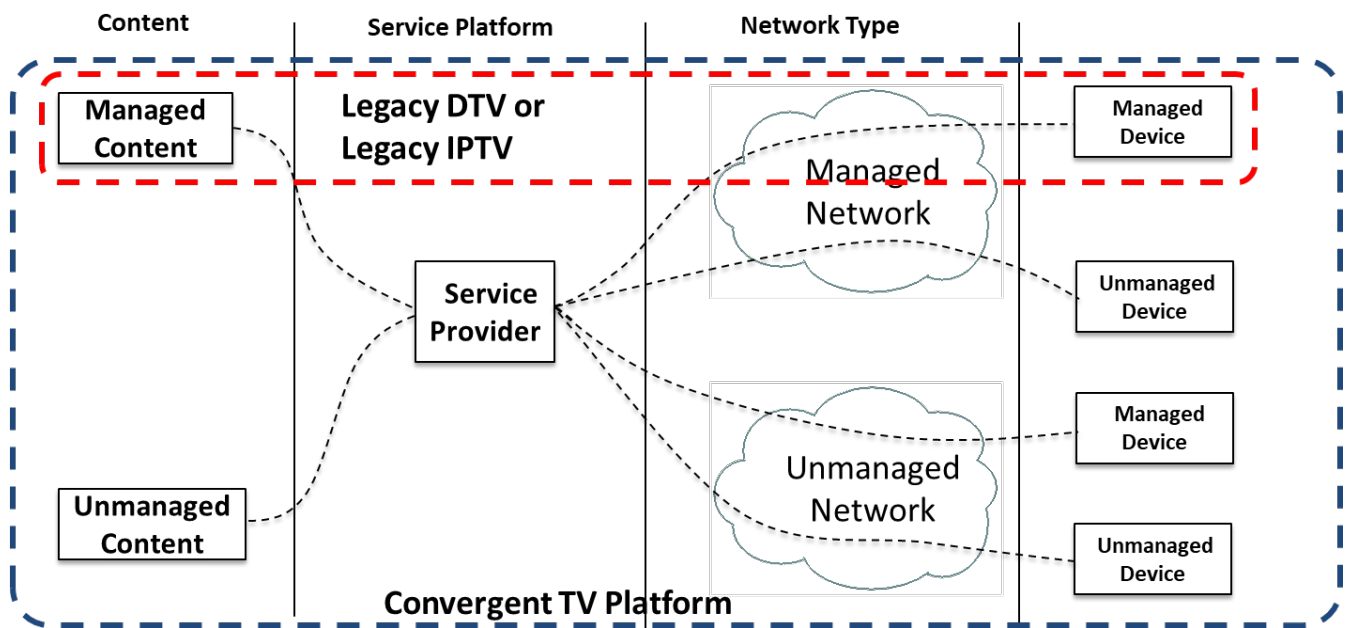 Content
Service Platform
Network Type
Managed
Content
Legacy DTV or
Legacy IPTV
Managed
Network
Managed
Device
Service
Provider
Unmanaged
Device
Unmanaged
Content
Unmanaged
Network
Managed
Device
Unmanaged
Device
Convergent TV Platform